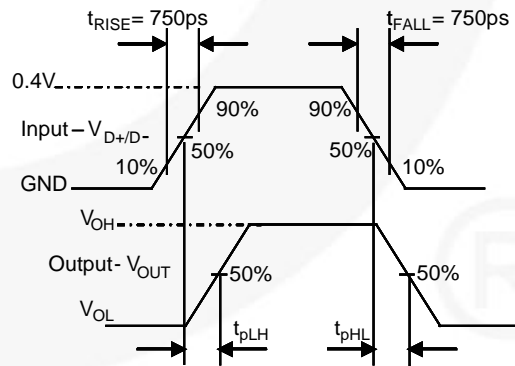 tRISE= 750ps
tFALL= 750ps
0.4V
90%
90%
Input – VD+/D-
50%
50%
10%
10%
GND
VOH
Output- VOUT
50%
50%
VOL
tpLH
tpHL
R